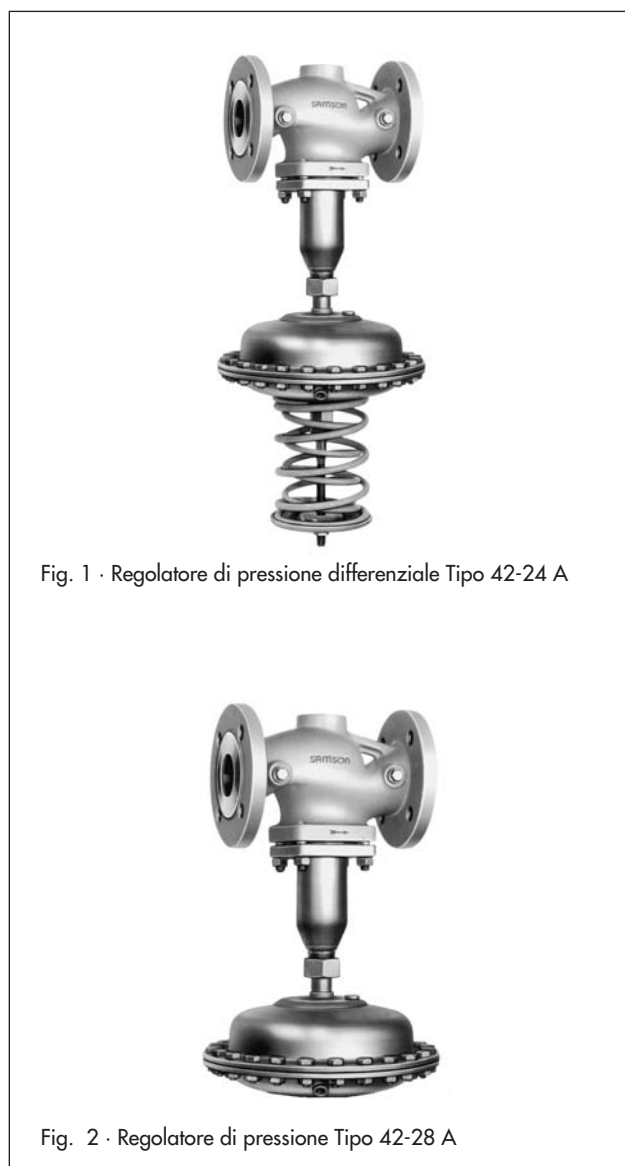 SAMSON
Fig. 1 · Regolatore di pressione differenziale Tipo 42-24 A
SAMSON
Fig. 2 · Regolatore di pressione Tipo 42-28 A